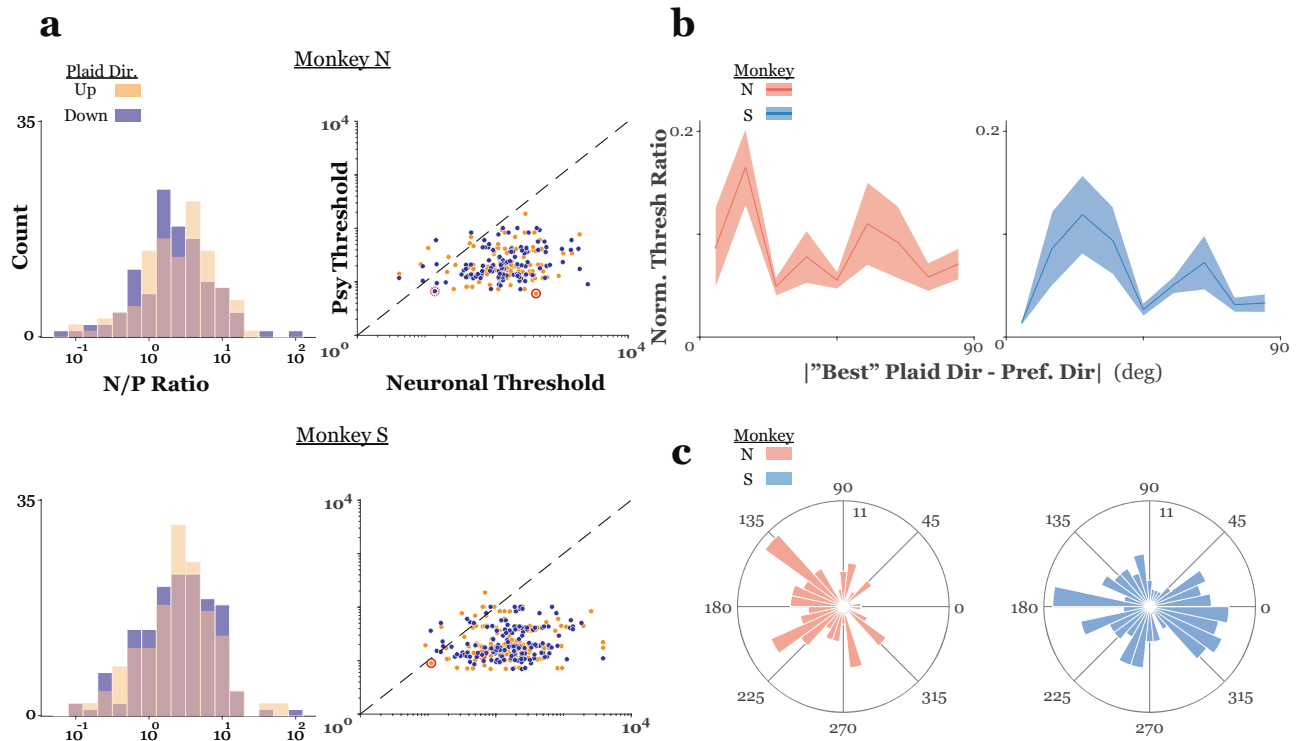 a
Monkey N
Plaid Dir.
Up
Down
35
Count
0
10⁻¹
10⁰
10¹
10²
N/P Ratio
10⁴
Psy Threshold
10⁰
10⁴
Neuronal Threshold
b
Monkey
N
S
Norm. Thresh Ratio
0.2
0
90
0.2
0
90
|”Best” Plaid Dir - Pref. Dir| (deg)
Monkey S
35
0
10⁻¹
10⁰
10¹
10²
10⁴
10⁰
10⁴
c
Monkey
N
S
90
11
135
45
180
0
225
315
270
90
11
135
45
180
0
225
315
270